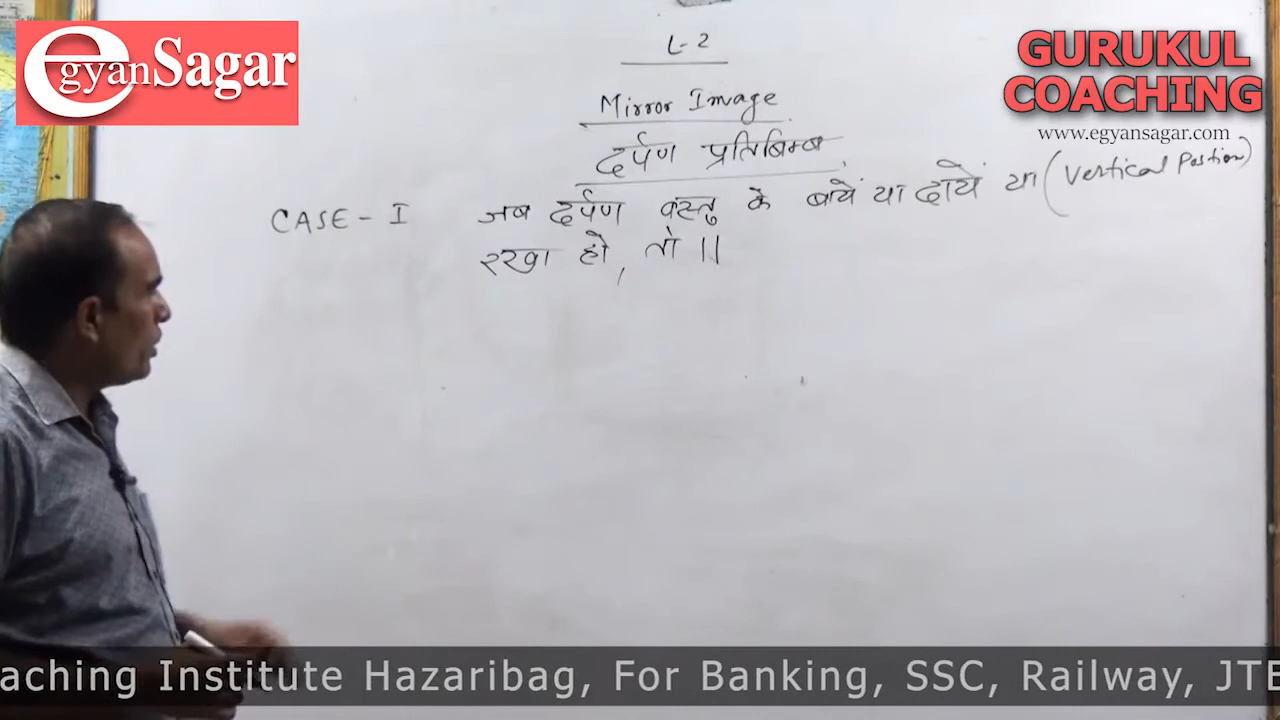 egyanSagar
GURUKUL
COACHING
www.egyansagar.com
L-2
Mirror Image
दर्पण प्रतिबिम्ब
CASE - I जब दर्पण वस्तु के बायें या दायें या (Vertical Postion)
रखा हो, तो ||
aching Institute Hazaribag, For Banking, SSC, Railway, JTE